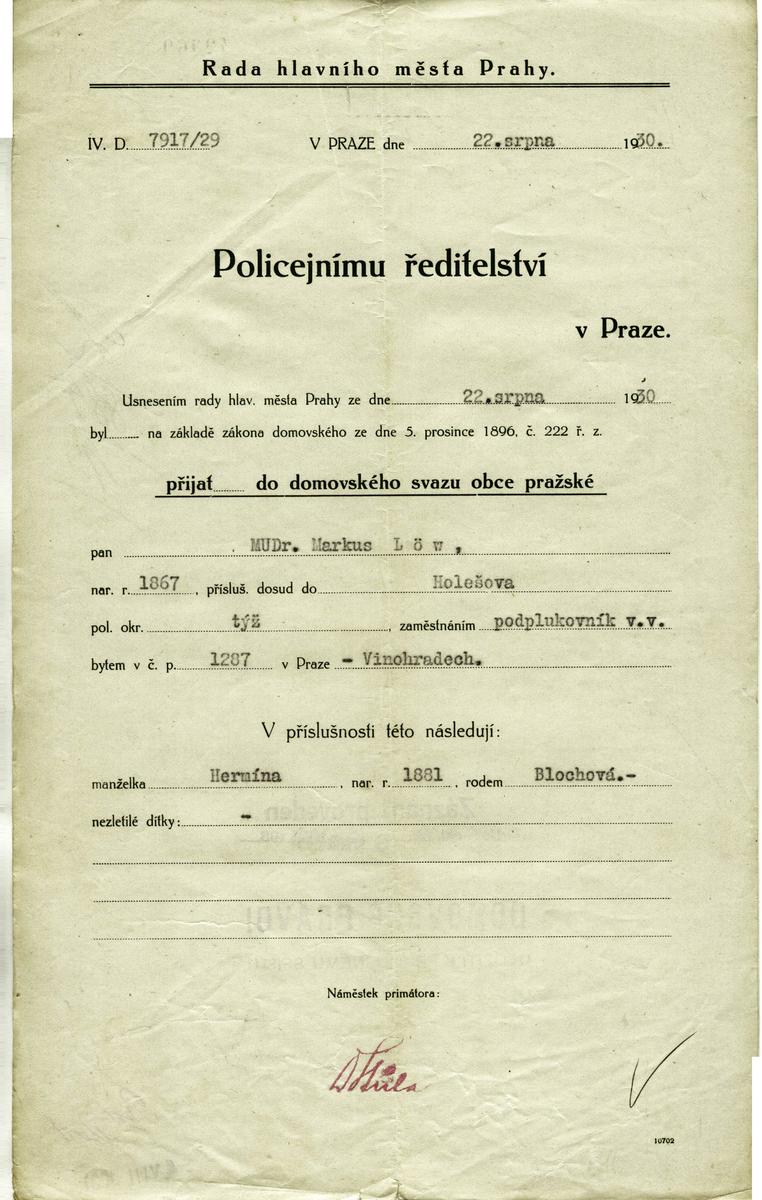 Rada hlavního města Prahy.
IV. D. 7917/29 V PRAZE dne 22.srpna 1930.
Policejnímu ředitelství
v Praze.
Usnesením rady hlav. města Prahy ze dne 22.srpna 1930
byl na základě zákona domovského ze dne 5. prosince 1896, č. 222 ř. z.
přijat do domovského svazu obce pražské
pan MUDr. Markus L ö w ,
nar. r. 1867 , přísluš. dosud do Holešova
pol. okr. týž , zaměstnáním podplukovník v.v.
bytem v č. p. 1287 v Praze - Vinohradech.
V příslušnosti této následují:
manželka Hermína , nar. r. 1881 , rodem Blochová.-
nezletilé dítky: -
Náměstek primátora:
10702